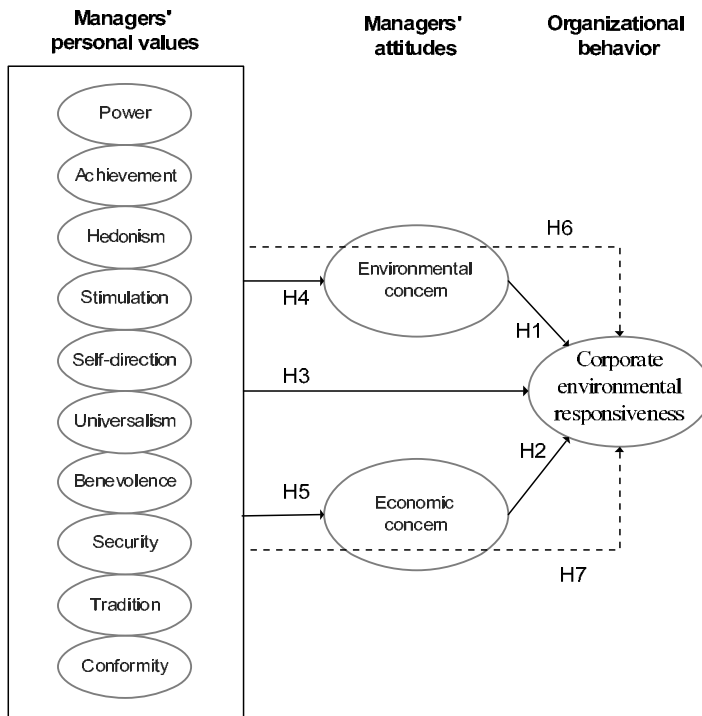 Managers'
personal values
Managers'
attitudes
Organizational
behavior
Power
Achievement
Hedonism
Stimulation
Self-direction
Universalism
Benevolence
Security
Tradition
Conformity
H6
Environmental
concern
H4
H1
H3
Corporate
environmental
responsiveness
H2
H5
Economic
concern
H7